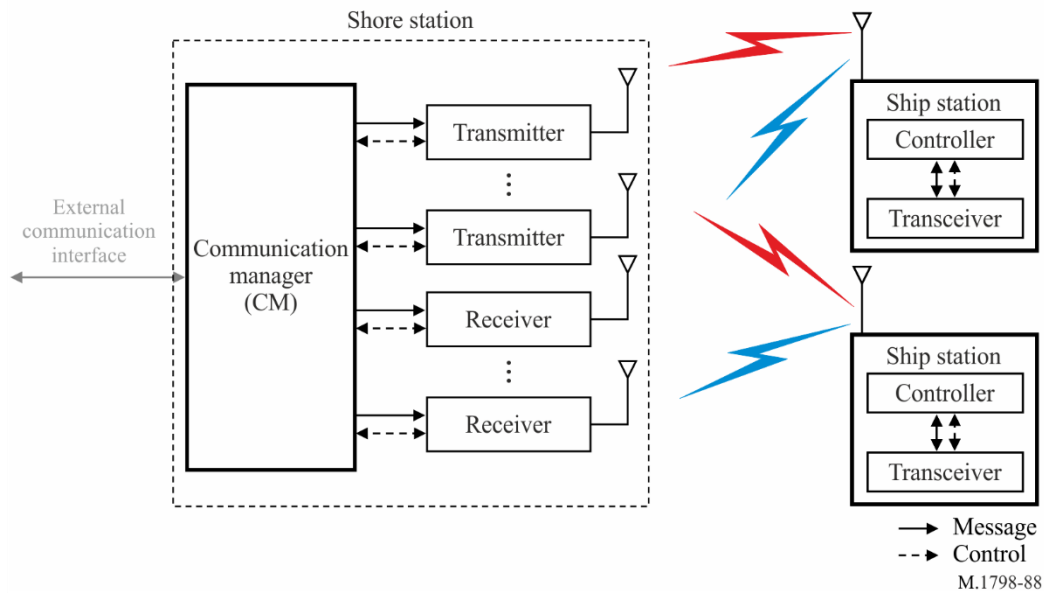 Shore station
External
communication
interface
Communication
manager
(CM)
Transmitter
Transmitter
Receiver
Receiver
Ship station
Controller
Transceiver
Ship station
Controller
Transceiver
Message
Control
M.1798-88